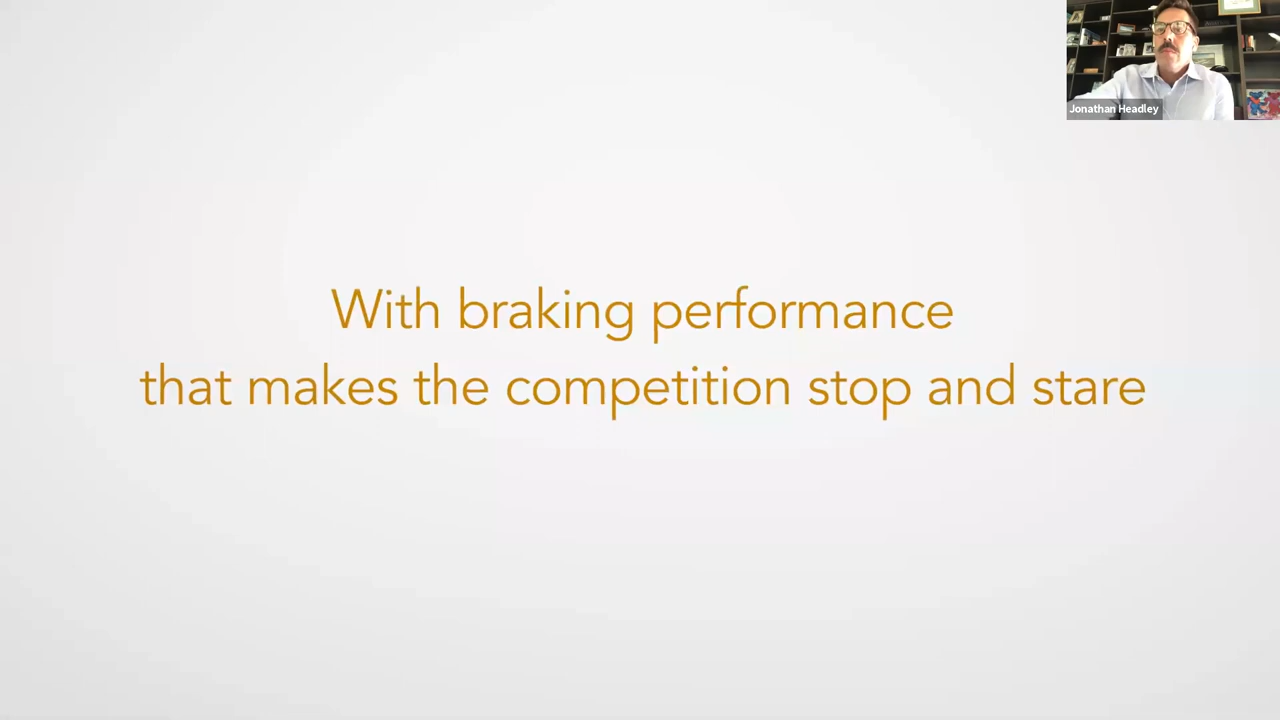 Jonathan Headley
With braking performance
that makes the competition stop and stare